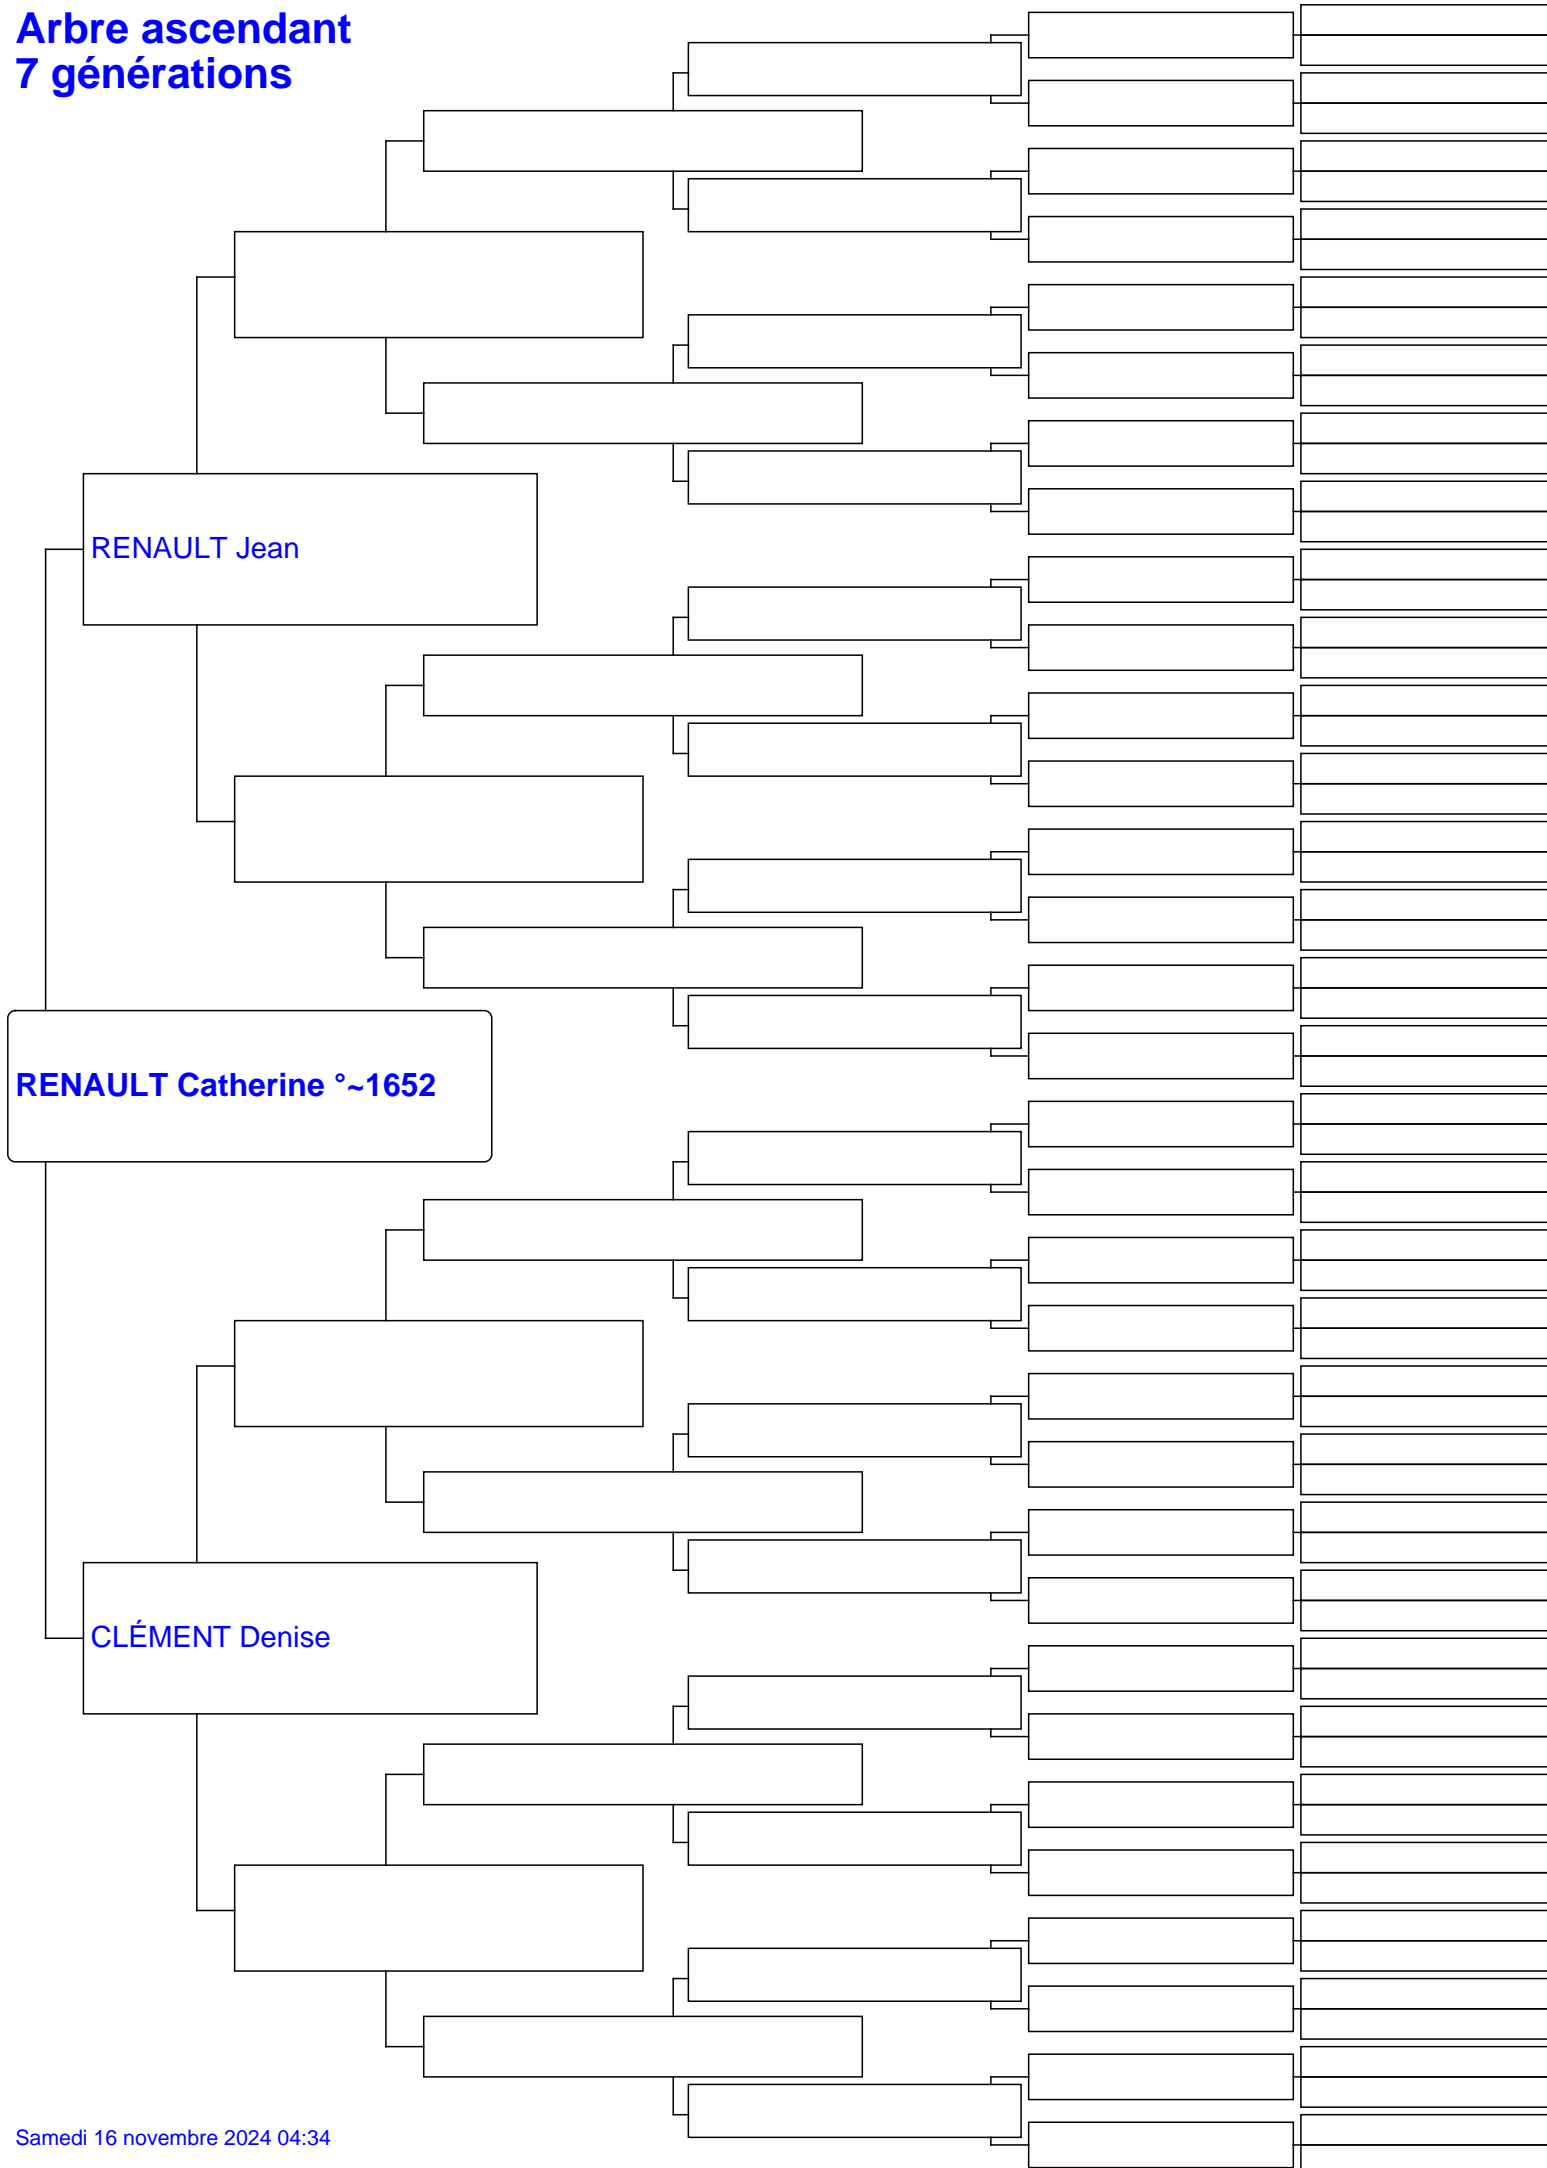 Arbre ascendant
7 générations
RENAULT Jean
RENAULT Catherine °~1652
CLÉMENT Denise
Samedi 16 novembre 2024 04:34